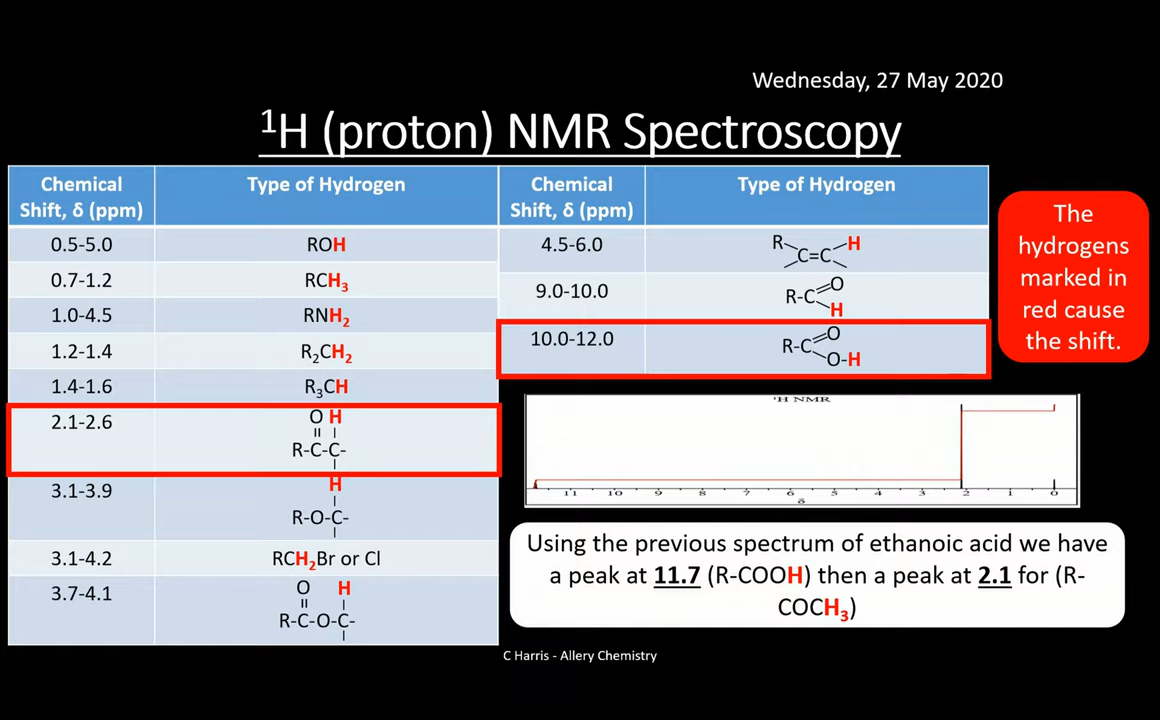 Wednesday, 27 May 2020
¹H (proton) NMR Spectroscopy
Chemical Shift, δ (ppm) Type of Hydrogen
0.5-5.0 ROH
0.7-1.2 RCH₃
1.0-4.5 RNH₂
1.2-1.4 R₂CH₂
1.4-1.6 R₃CH
2.1-2.6
O H
R-C-C-
3.1-3.9
H
R-O-C-
3.1-4.2 RCH₂Br or Cl
3.7-4.1
O H
R-C-O-C-
Chemical Shift, δ (ppm) Type of Hydrogen
4.5-6.0
R H
C=C
9.0-10.0
O
R-C
H
10.0-12.0
O
R-C
O-H
The
hydrogens
marked in
red cause
the shift.
¹H NMR
11 10 9 8 7 6 5 4 3 2 1 0
δ
Using the previous spectrum of ethanoic acid we have
a peak at 11.7 (R-COOH) then a peak at 2.1 for (R-
COCH₃)
C Harris - Allery Chemistry